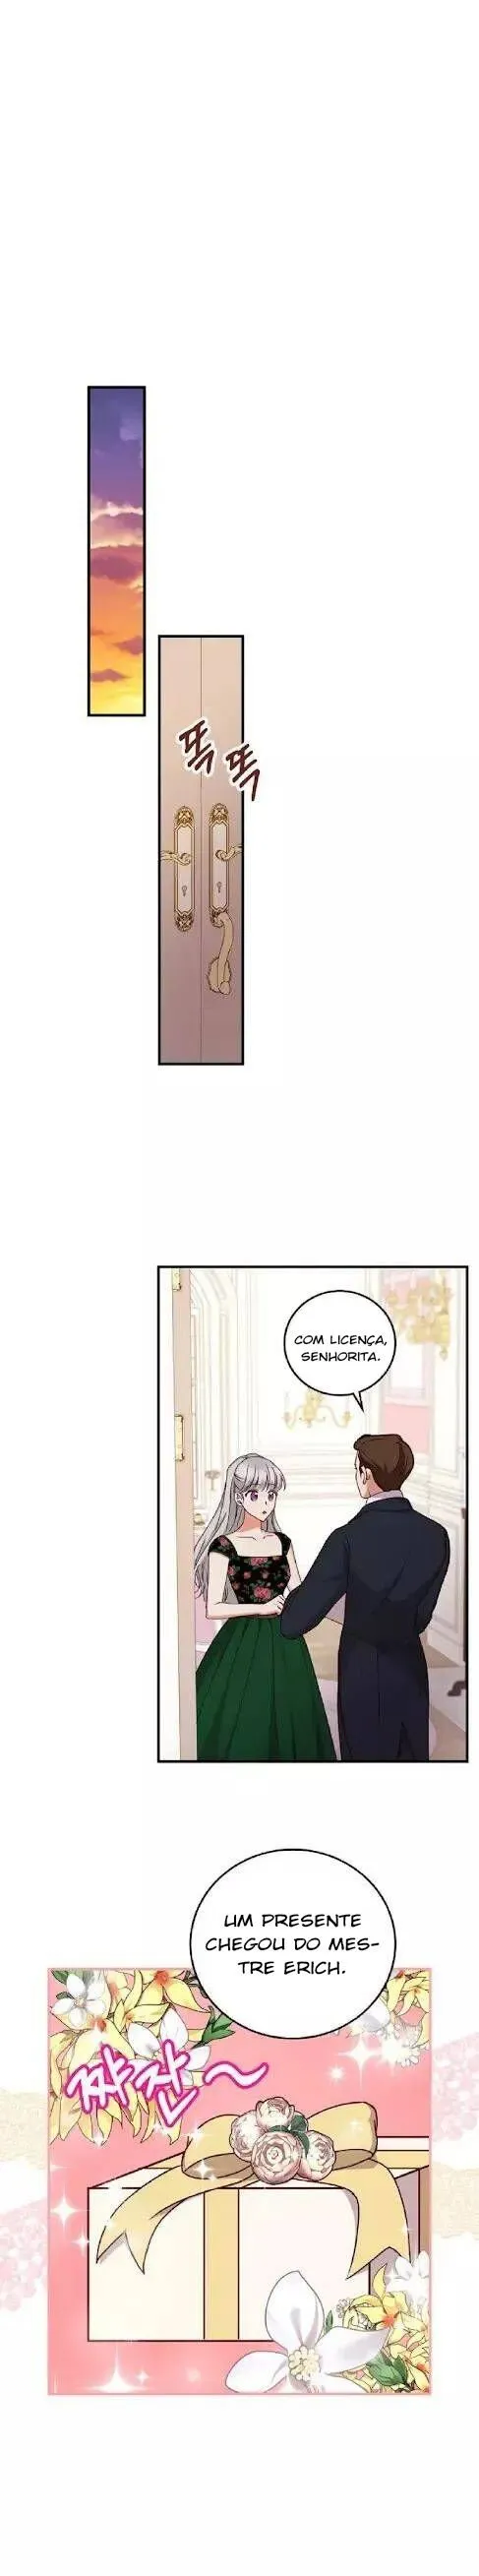 똑
똑
COM LICENÇA,
SENHORITA.
UM PRESENTE
CHEGOU DO MES-
TRE ERICH.
짜잔~